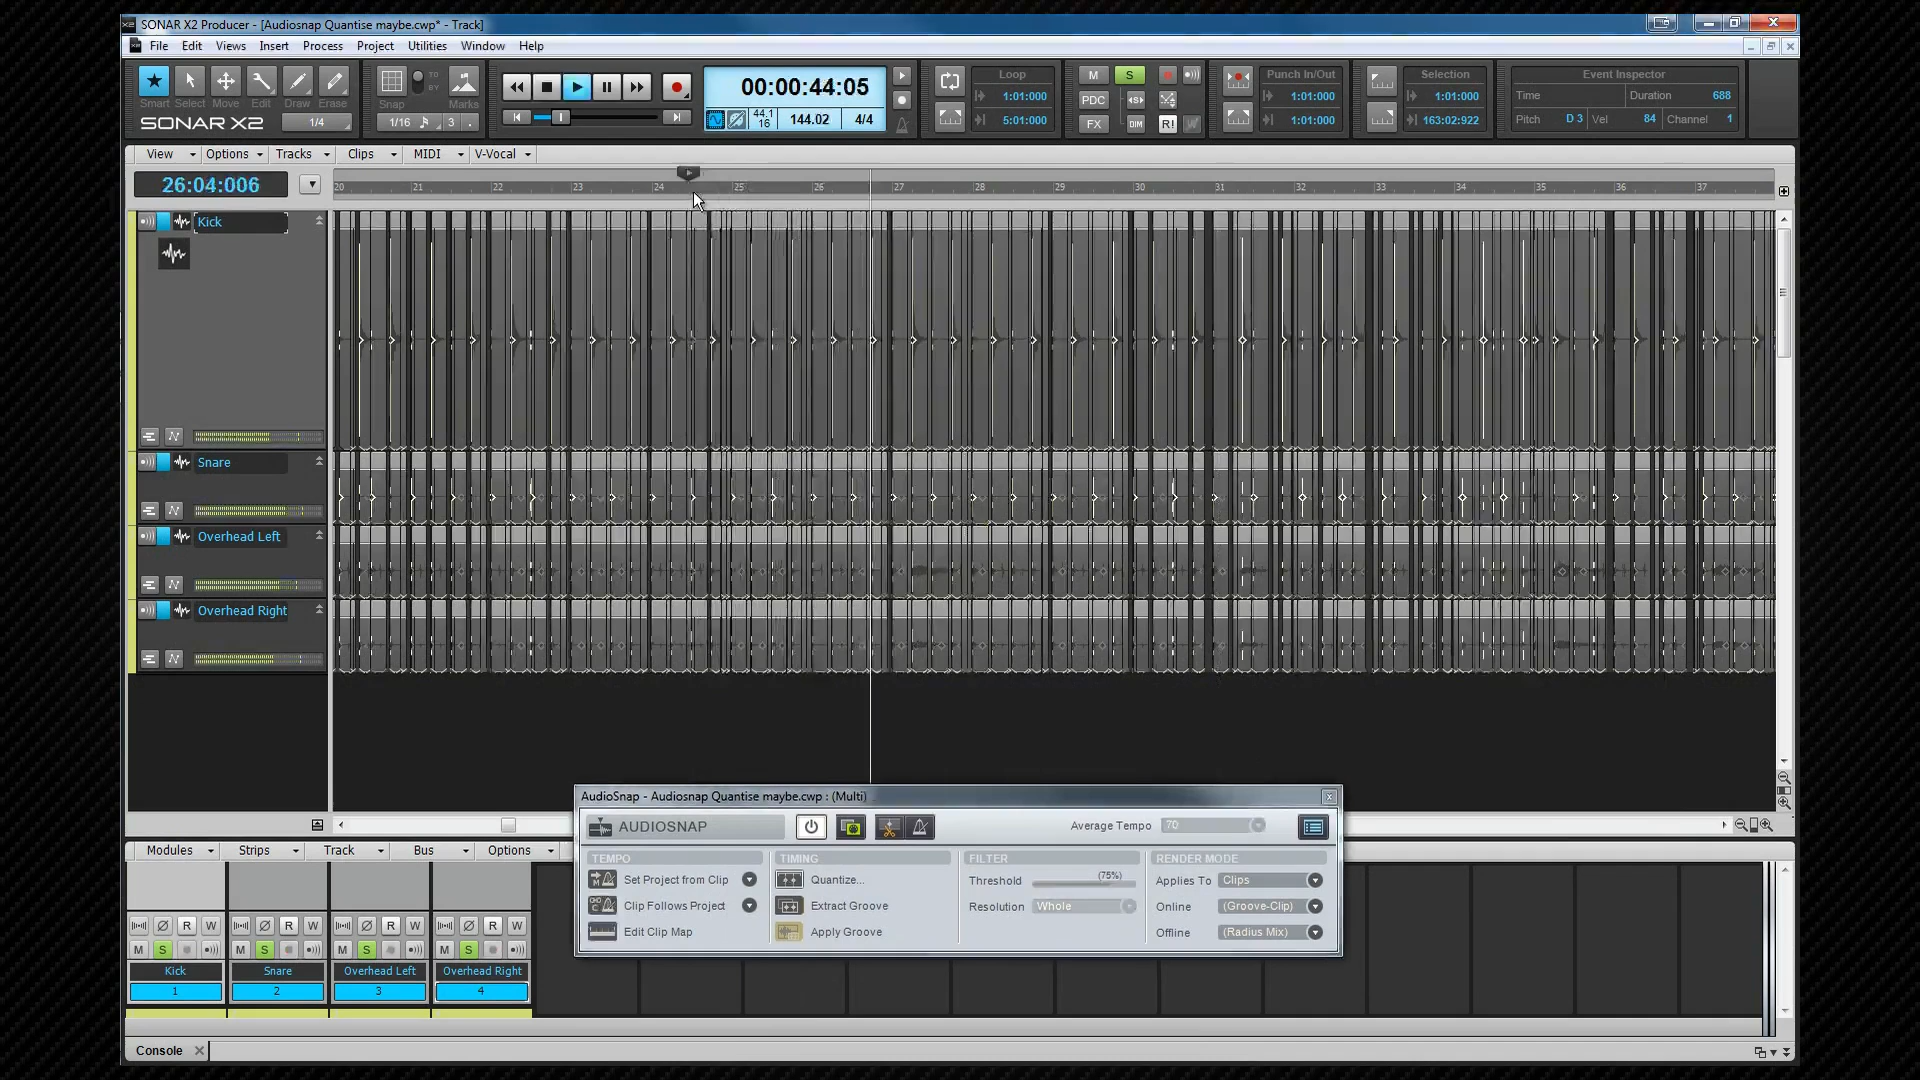 SONAR X2 Producer - [Audiosnap Quantise maybe.cwp* - Track]
File Edit Views Insert Process Project Utilities Window Help
Smart Select Move Edit Draw Erase
SONAR X2 1/4
TO
BY
Snap Marks
1/16 3 .
00:00:44:05
44.1
16
144.02 4/4
Loop
1:01:000
5:01:000
M S
PDC
FX DIM R! W
Punch In/Out
1:01:000
1:01:000
Selection
1:01:000
163:02:922
Event Inspector
Time Duration 688
Pitch D 3 Vel 84 Channel 1
View Options Tracks Clips MIDI V-Vocal
26:04:006
20 21 22 23 24 25 26 27 28 29 30 31 32 33 34 35 36 37
Kick
Snare
Overhead Left
Overhead Right
AudioSnap - Audiosnap Quantise maybe.cwp : (Multi)
AUDIOSNAP
Average Tempo 70
TEMPO
Set Project from Clip
Clip Follows Project
Edit Clip Map
TIMING
Quantize...
Extract Groove
Apply Groove
FILTER
Threshold (75%)
Resolution Whole
RENDER MODE
Applies To Clips
Online (Groove-Clip)
Offline (Radius Mix)
Modules Strips Track Bus Options
R W R W R W R W
M S M S M S M S
Kick Snare Overhead Left Overhead Right
1 2 3 4
Console